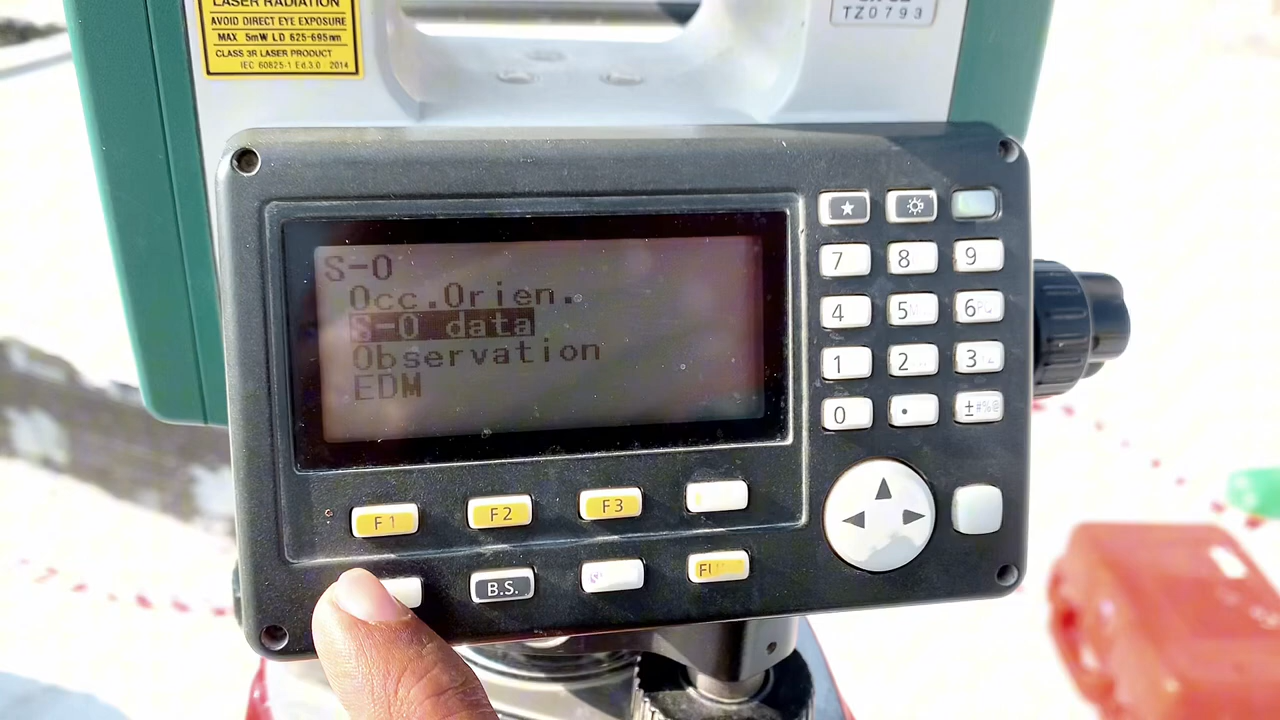 LASER RADIATION
AVOID DIRECT EYE EXPOSURE
MAX 5mW LD 625-695nm
CLASS 3R LASER PRODUCT
IEC 60825-1 Ed.3.0 : 2014
TZ0793
S-O
Occ.Orien.
S-O data
Observation
EDM
7 8 9
4 5 6
1 2 3
0 . ±#%@
F1 F2 F3
B.S.